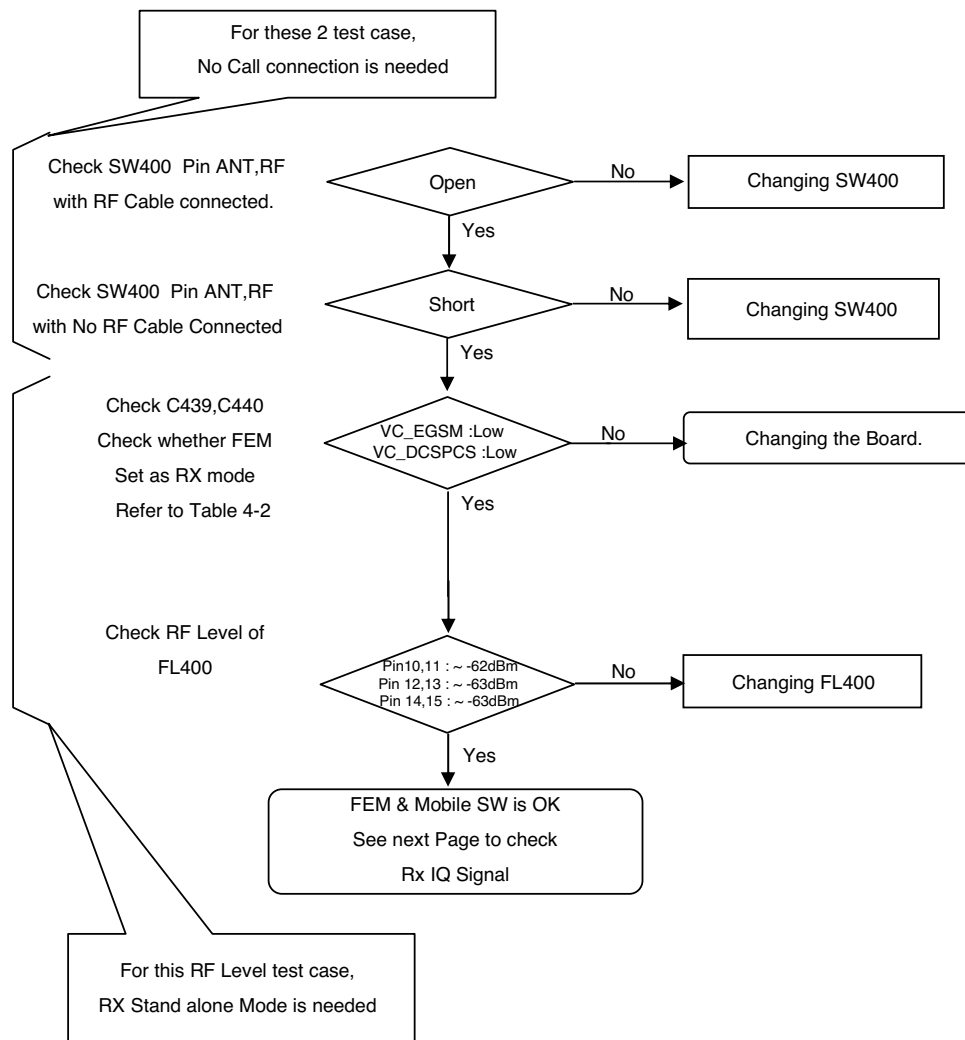 For these 2 test case,
No Call connection is needed
Check SW400 Pin ANT,RF
with RF Cable connected.
Open
No
Changing SW400
Yes
Check SW400 Pin ANT,RF
with No RF Cable Connected
Short
No
Changing SW400
Yes
Check C439,C440
Check whether FEM
Set as RX mode
Refer to Table 4-2
VC_EGSM :Low
VC_DCSPCS :Low
No
Changing the Board.
Yes
Check RF Level of
FL400
Pin10,11 : ~ -62dBm
Pin 12,13 : ~ -63dBm
Pin 14,15 : ~ -63dBm
No
Changing FL400
Yes
FEM & Mobile SW is OK
See next Page to check
Rx IQ Signal
For this RF Level test case,
RX Stand alone Mode is needed